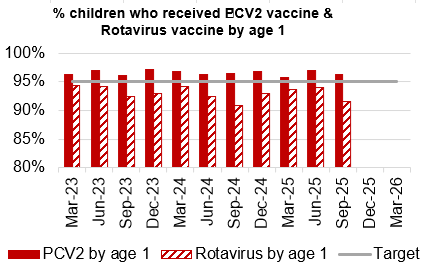 % children who received PCV2 vaccine &
Rotavirus vaccine by age 1
100%
95%
90%
85%
80%
Mar-23
Jun-23
Sep-23
Dec-23
Mar-24
Jun-24
Sep-24
Dec-24
Mar-25
Jun-25
Sep-25
Dec-25
Mar-26
PCV2 by age 1 Rotavirus by age 1 Target